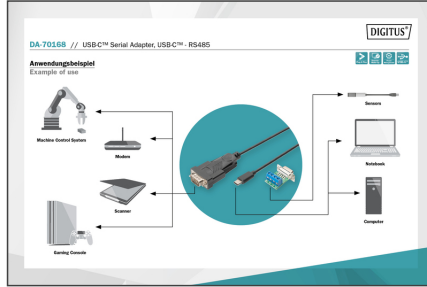 DIGITUS®
DA-70168 // USB-C™ Serial Adapter, USB-C™ - RS485
Anwendungsbeispiel
Example of use
Machine Control System
Modem
Scanner
Gaming Console
Sensors
Notebook
Computer